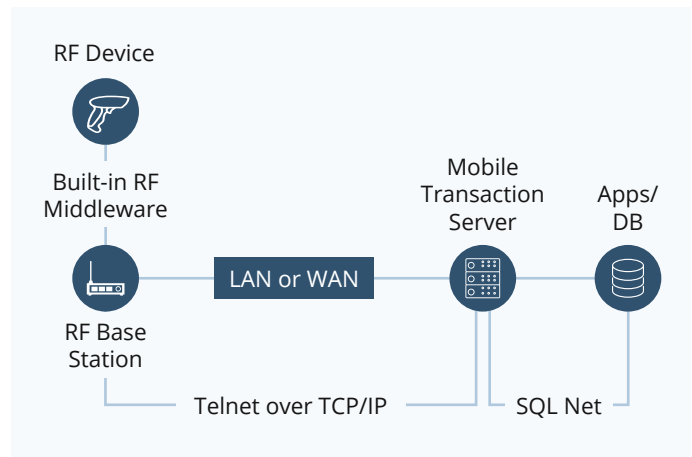 RF Device
Built-in RF
Middleware
Mobile
Transaction
Server
Apps/
DB
LAN or WAN
RF Base
Station
Telnet over TCP/IP
SQL Net